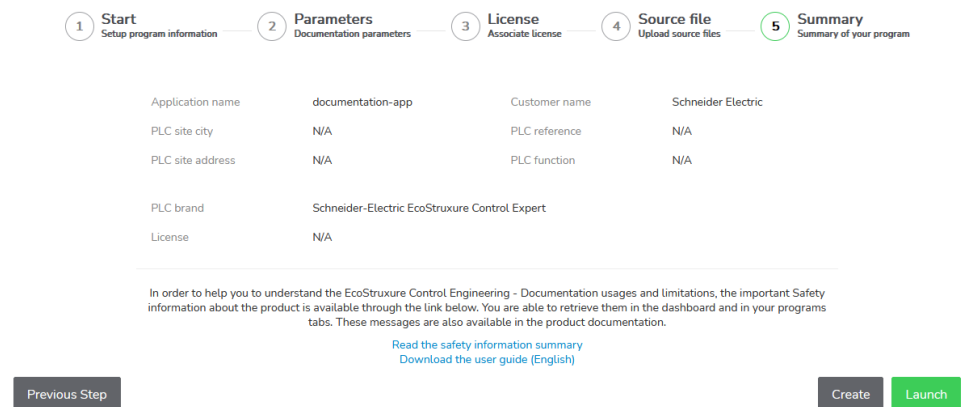 1 Start
Setup program information
2 Parameters
Documentation parameters
3 License
Associate license
4 Source file
Upload source files
5 Summary
Summary of your program
Application name documentation-app Customer name Schneider Electric
PLC site city N/A PLC reference N/A
PLC site address N/A PLC function N/A
PLC brand Schneider-Electric EcoStruxure Control Expert
License N/A
In order to help you to understand the EcoStruxure Control Engineering - Documentation usages and limitations, the important Safety
information about the product is available through the link below. You are able to retrieve them in the dashboard and in your programs
tabs. These messages are also available in the product documentation.
Read the safety information summary
Download the user guide (English)
Previous Step Create Launch